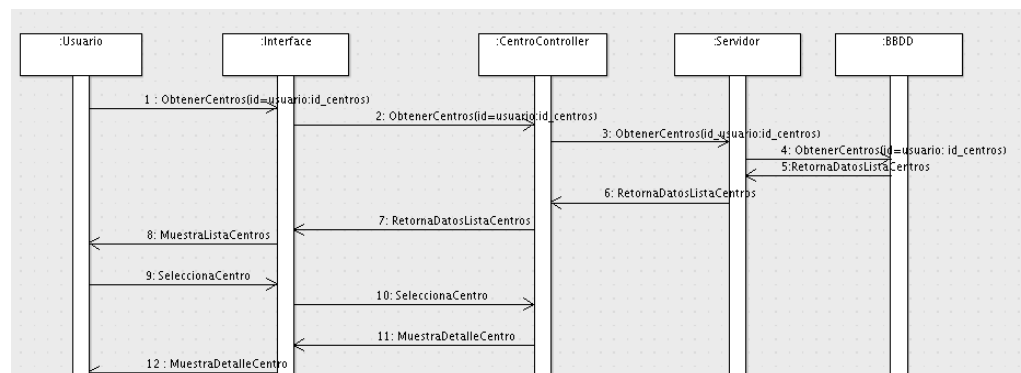 :Usuario
:Interface
:CentroController
:Servidor
:BBDD
1 : ObtenerCentros(id=usuario:id_centros)
2: ObtenerCentros(id=usuario:id_centros)
3: ObtenerCentros(id_usuario:id_centros)
4: ObtenerCentros(id=usuario: id_centros)
5:RetornaDatosListaCentros
6: RetornaDatosListaCentros
7: RetornaDatosListaCentros
8: MuestraListaCentros
9: SeleccionaCentro
10: SeleccionaCentro
11: MuestraDetalleCentro
12 : MuestraDetalleCentro